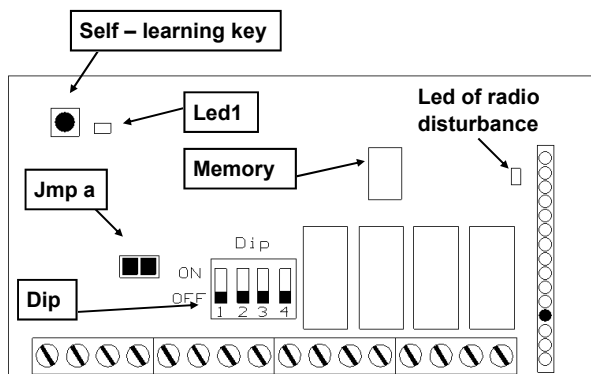 Self – learning key
Led1
Led of radio
disturbance
Memory
Jmp a
Dip
ON
Dip
OFF
1 2 3 4